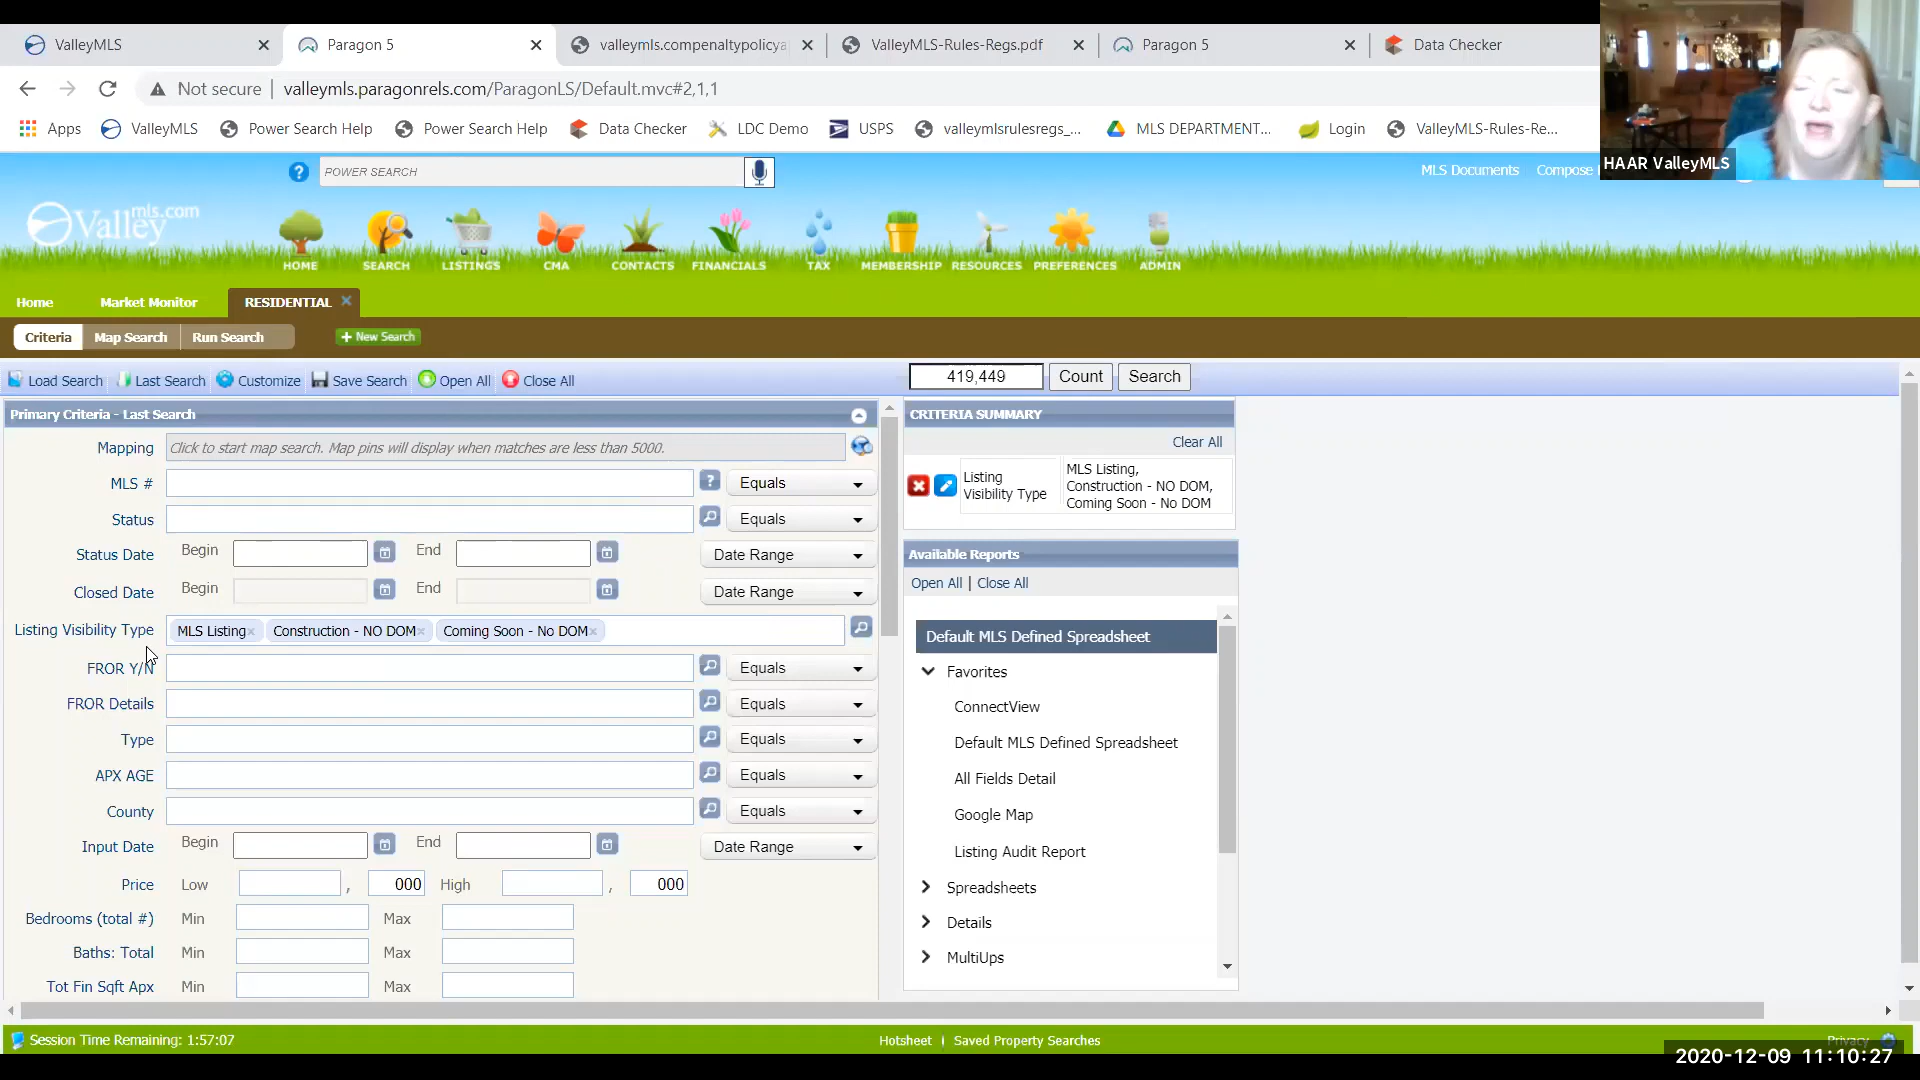 ValleyMLS
Paragon 5
valleymls.compenaltypolicya
ValleyMLS-Rules-Regs.pdf
Paragon 5
Data Checker
Not secure
valleymls.paragonrels.com/ParagonLS/Default.mvc#2,1,1
Apps
ValleyMLS
Power Search Help
Power Search Help
Data Checker
LDC Demo
USPS
valleymlsrulesregs_...
MLS DEPARTMENT...
Login
ValleyMLS-Rules-Re...
HAAR ValleyMLS
POWER SEARCH
MLS Documents
Compose
Valley mls.com
HOME
SEARCH
LISTINGS
CMA
CONTACTS
FINANCIALS
TAX
MEMBERSHIP
RESOURCES
PREFERENCES
ADMIN
Home
Market Monitor
RESIDENTIAL
Criteria
Map Search
Run Search
+ New Search
Load Search
Last Search
Customize
Save Search
Open All
Close All
419,449
Count
Search
Primary Criteria - Last Search
Mapping Click to start map search. Map pins will display when matches are less than 5000.
MLS # Equals
Status Equals
Status Date Begin End Date Range
Closed Date Begin End Date Range
Listing Visibility Type MLS Listing Construction - NO DOM Coming Soon - No DOM
FROR Y/N Equals
FROR Details Equals
Type Equals
APX AGE Equals
County Equals
Input Date Begin End Date Range
Price Low , 000 High , 000
Bedrooms (total #) Min Max
Baths: Total Min Max
Tot Fin Sqft Apx Min Max
CRITERIA SUMMARY
Clear All
Listing Visibility Type
MLS Listing,
Construction - NO DOM,
Coming Soon - No DOM
Available Reports
Open All | Close All
Default MLS Defined Spreadsheet
Favorites
ConnectView
Default MLS Defined Spreadsheet
All Fields Detail
Google Map
Listing Audit Report
Spreadsheets
Details
MultiUps
Session Time Remaining: 1:57:07
Hotsheet | Saved Property Searches
Privacy
2020-12-09 11:10:27